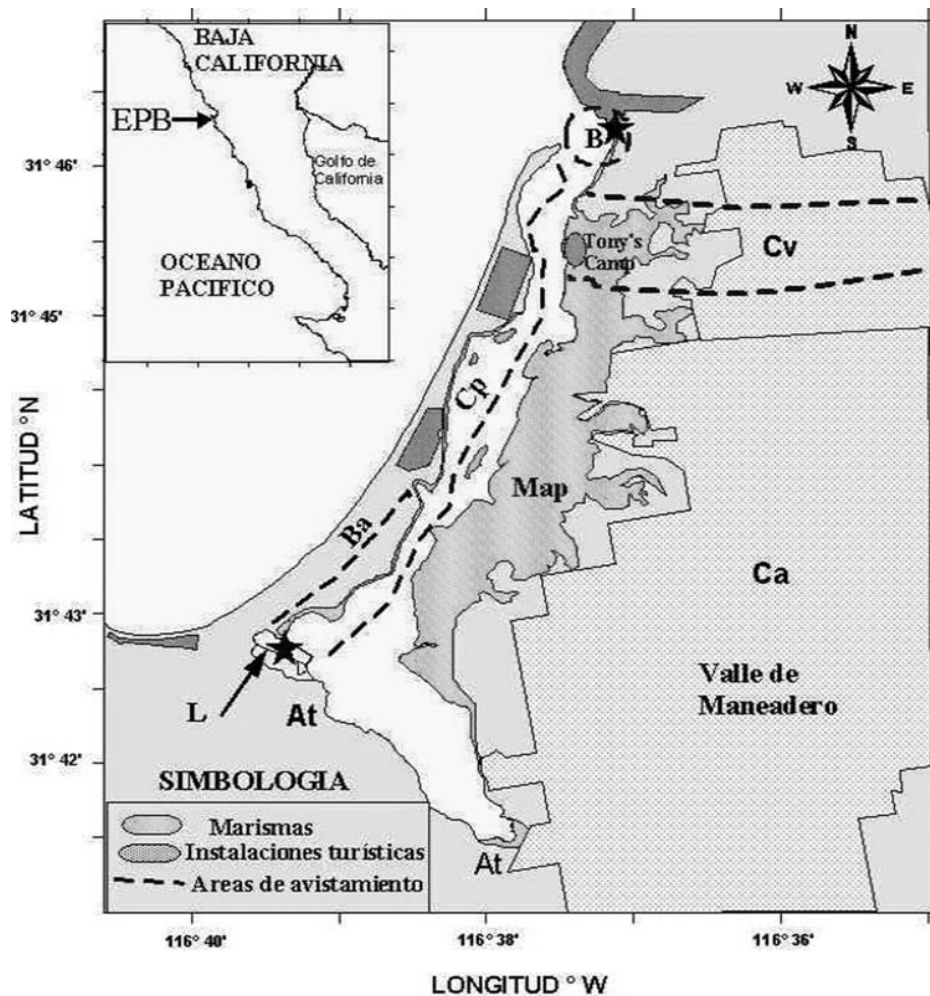 BAJA
CALIFORNIA
EPB
Golfo de
California
OCEANO
PACIFICO
N
W
E
S
B
31° 46'
Tony's
Camp
Cv
31° 45'
Cp
LATITUD °N
Map
Ba
Ca
31° 43'
Valle de
Maneadero
L
At
31° 42'
SIMBOLOGIA
Marismas
Instalaciones turísticas
Areas de avistamiento
At
116° 40'
116° 38'
116° 36'
LONGITUD ° W